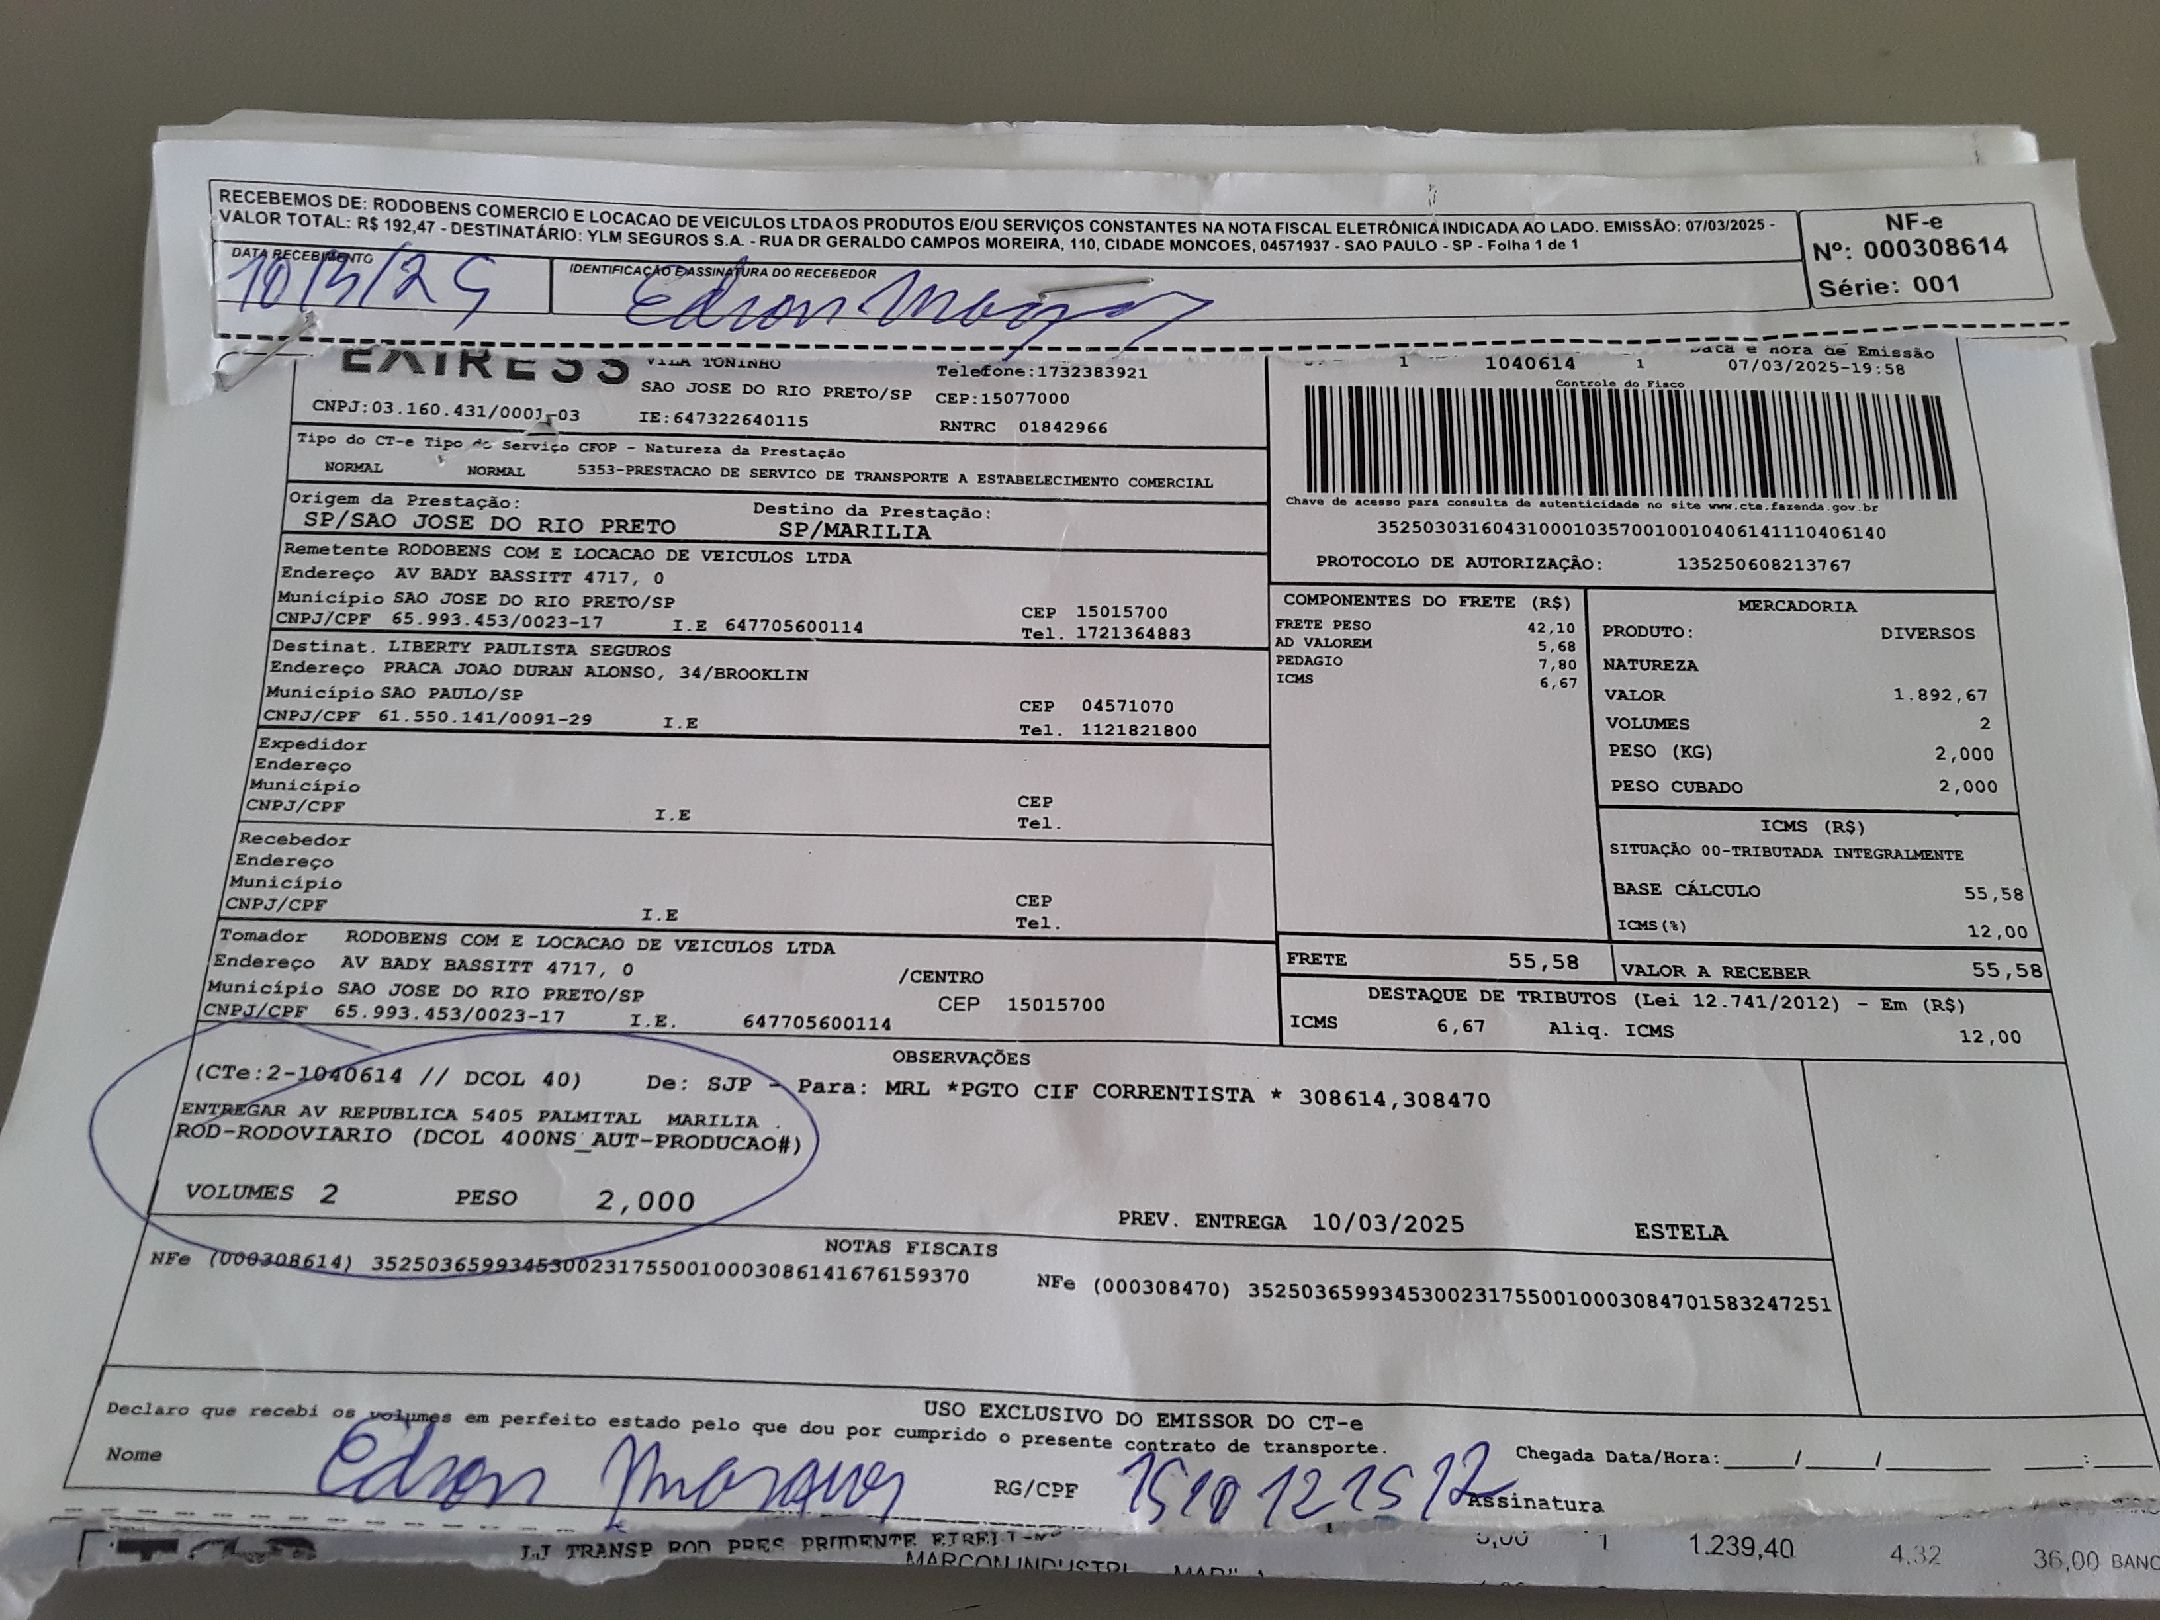 RECEBEMOS DE: RODOBENS COMERCIO E LOCACAO DE VEICULOS LTDA OS PRODUTOS E/OU SERVIÇOS CONSTANTES NA NOTA FISCAL ELETRÔNICA INDICADA AO LADO. EMISSÃO: 07/03/2025 -
VALOR TOTAL: R$ 192,47 - DESTINATÁRIO: YLM SEGUROS S.A. - RUA DR GERALDO CAMPOS MOREIRA, 110, CIDADE MONCOES, 04571937 - SAO PAULO - SP - Folha 1 de 1
NF-e
Nº: 000308614
Série: 001
DATA RECEBIMENTO
IDENTIFICAÇÃO E ASSINATURA DO RECEBEDOR
10/3/25
Edson
VILA TONINHO
SAO JOSE DO RIO PRETO/SP
Telefone:1732383921
CEP:15077000
CNPJ:03.160.431/0001-03
IE:647322640115
RNTRC 01842966
1
1040614
1
Data e hora de Emissão
07/03/2025-19:58
Controle do Fisco
Tipo do CT-e Tipo do Serviço CFOP - Natureza da Prestação
NORMAL NORMAL 5353-PRESTACAO DE SERVICO DE TRANSPORTE A ESTABELECIMENTO COMERCIAL
Origem da Prestação:
SP/SAO JOSE DO RIO PRETO
Destino da Prestação:
SP/MARILIA
Chave de acesso para consulta de autenticidade no site www.cte.fazenda.gov.br
35250303160431000103570010010406141110406140
PROTOCOLO DE AUTORIZAÇÃO: 135250608213767
Remetente RODOBENS COM E LOCACAO DE VEICULOS LTDA
Endereço AV BADY BASSITT 4717, 0
Município SAO JOSE DO RIO PRETO/SP CEP 15015700
CNPJ/CPF 65.993.453/0023-17 I.E 647705600114 Tel. 1721364883
Destinat. LIBERTY PAULISTA SEGUROS
Endereço PRACA JOAO DURAN ALONSO, 34/BROOKLIN
Município SAO PAULO/SP CEP 04571070
CNPJ/CPF 61.550.141/0091-29 I.E Tel. 1121821800
Expedidor
Endereço
Município CEP
CNPJ/CPF I.E Tel.
Recebedor
Endereço
Município CEP
CNPJ/CPF I.E Tel.
Tomador RODOBENS COM E LOCACAO DE VEICULOS LTDA
Endereço AV BADY BASSITT 4717, 0 /CENTRO
Município SAO JOSE DO RIO PRETO/SP CEP 15015700
CNPJ/CPF 65.993.453/0023-17 I.E. 647705600114
COMPONENTES DO FRETE (R$)
FRETE PESO 42,10
AD VALOREM 5,68
PEDAGIO 7,80
ICMS 6,67
MERCADORIA
PRODUTO: DIVERSOS
NATUREZA
VALOR 1.892,67
VOLUMES 2
PESO (KG) 2,000
PESO CUBADO 2,000
ICMS (R$)
SITUAÇÃO 00-TRIBUTADA INTEGRALMENTE
BASE CÁLCULO 55,58
ICMS(%) 12,00
FRETE 55,58
VALOR A RECEBER 55,58
DESTAQUE DE TRIBUTOS (Lei 12.741/2012) - Em (R$)
ICMS 6,67 Aliq. ICMS 12,00
OBSERVAÇÕES
(CTe:2-1040614 // DCOL 40) De: SJP - Para: MRL *PGTO CIF CORRENTISTA * 308614,308470
ENTREGAR AV REPUBLICA 5405 PALMITAL MARILIA .
ROD-RODOVIARIO (DCOL 400NS_AUT-PRODUCAO#)
VOLUMES 2 PESO 2,000
PREV. ENTREGA 10/03/2025 ESTELA
NOTAS FISCAIS
NFe (000308614) 35250365993453002317550010003086141676159370
NFe (000308470) 35250365993453002317550010003084701583247251
USO EXCLUSIVO DO EMISSOR DO CT-e
Declaro que recebi os volumes em perfeito estado pelo que dou por cumprido o presente contrato de transporte.
Nome Edson Marques RG/CPF
Chegada Data/Hora: / / :
Assinatura
LJ TRANSP ROD PRES PRUDENTE EIRELI-
1 1.239,40 4,32 36,00 BANC